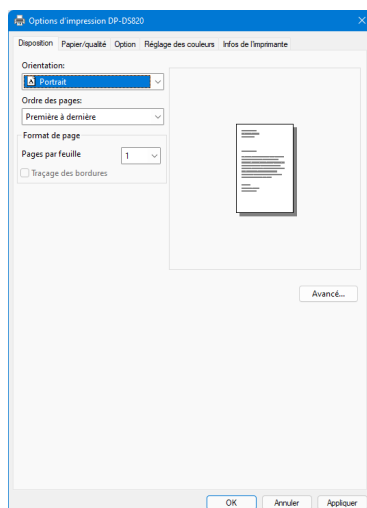 Options d'impression DP-DS820
Disposition Papier/qualité Option Réglage des couleurs Infos de l'imprimante
Orientation:
Portrait
Ordre des pages:
Première à dernière
Format de page
Pages par feuille 1
Traçage des bordures
Avancé...
OK Annuler Appliquer